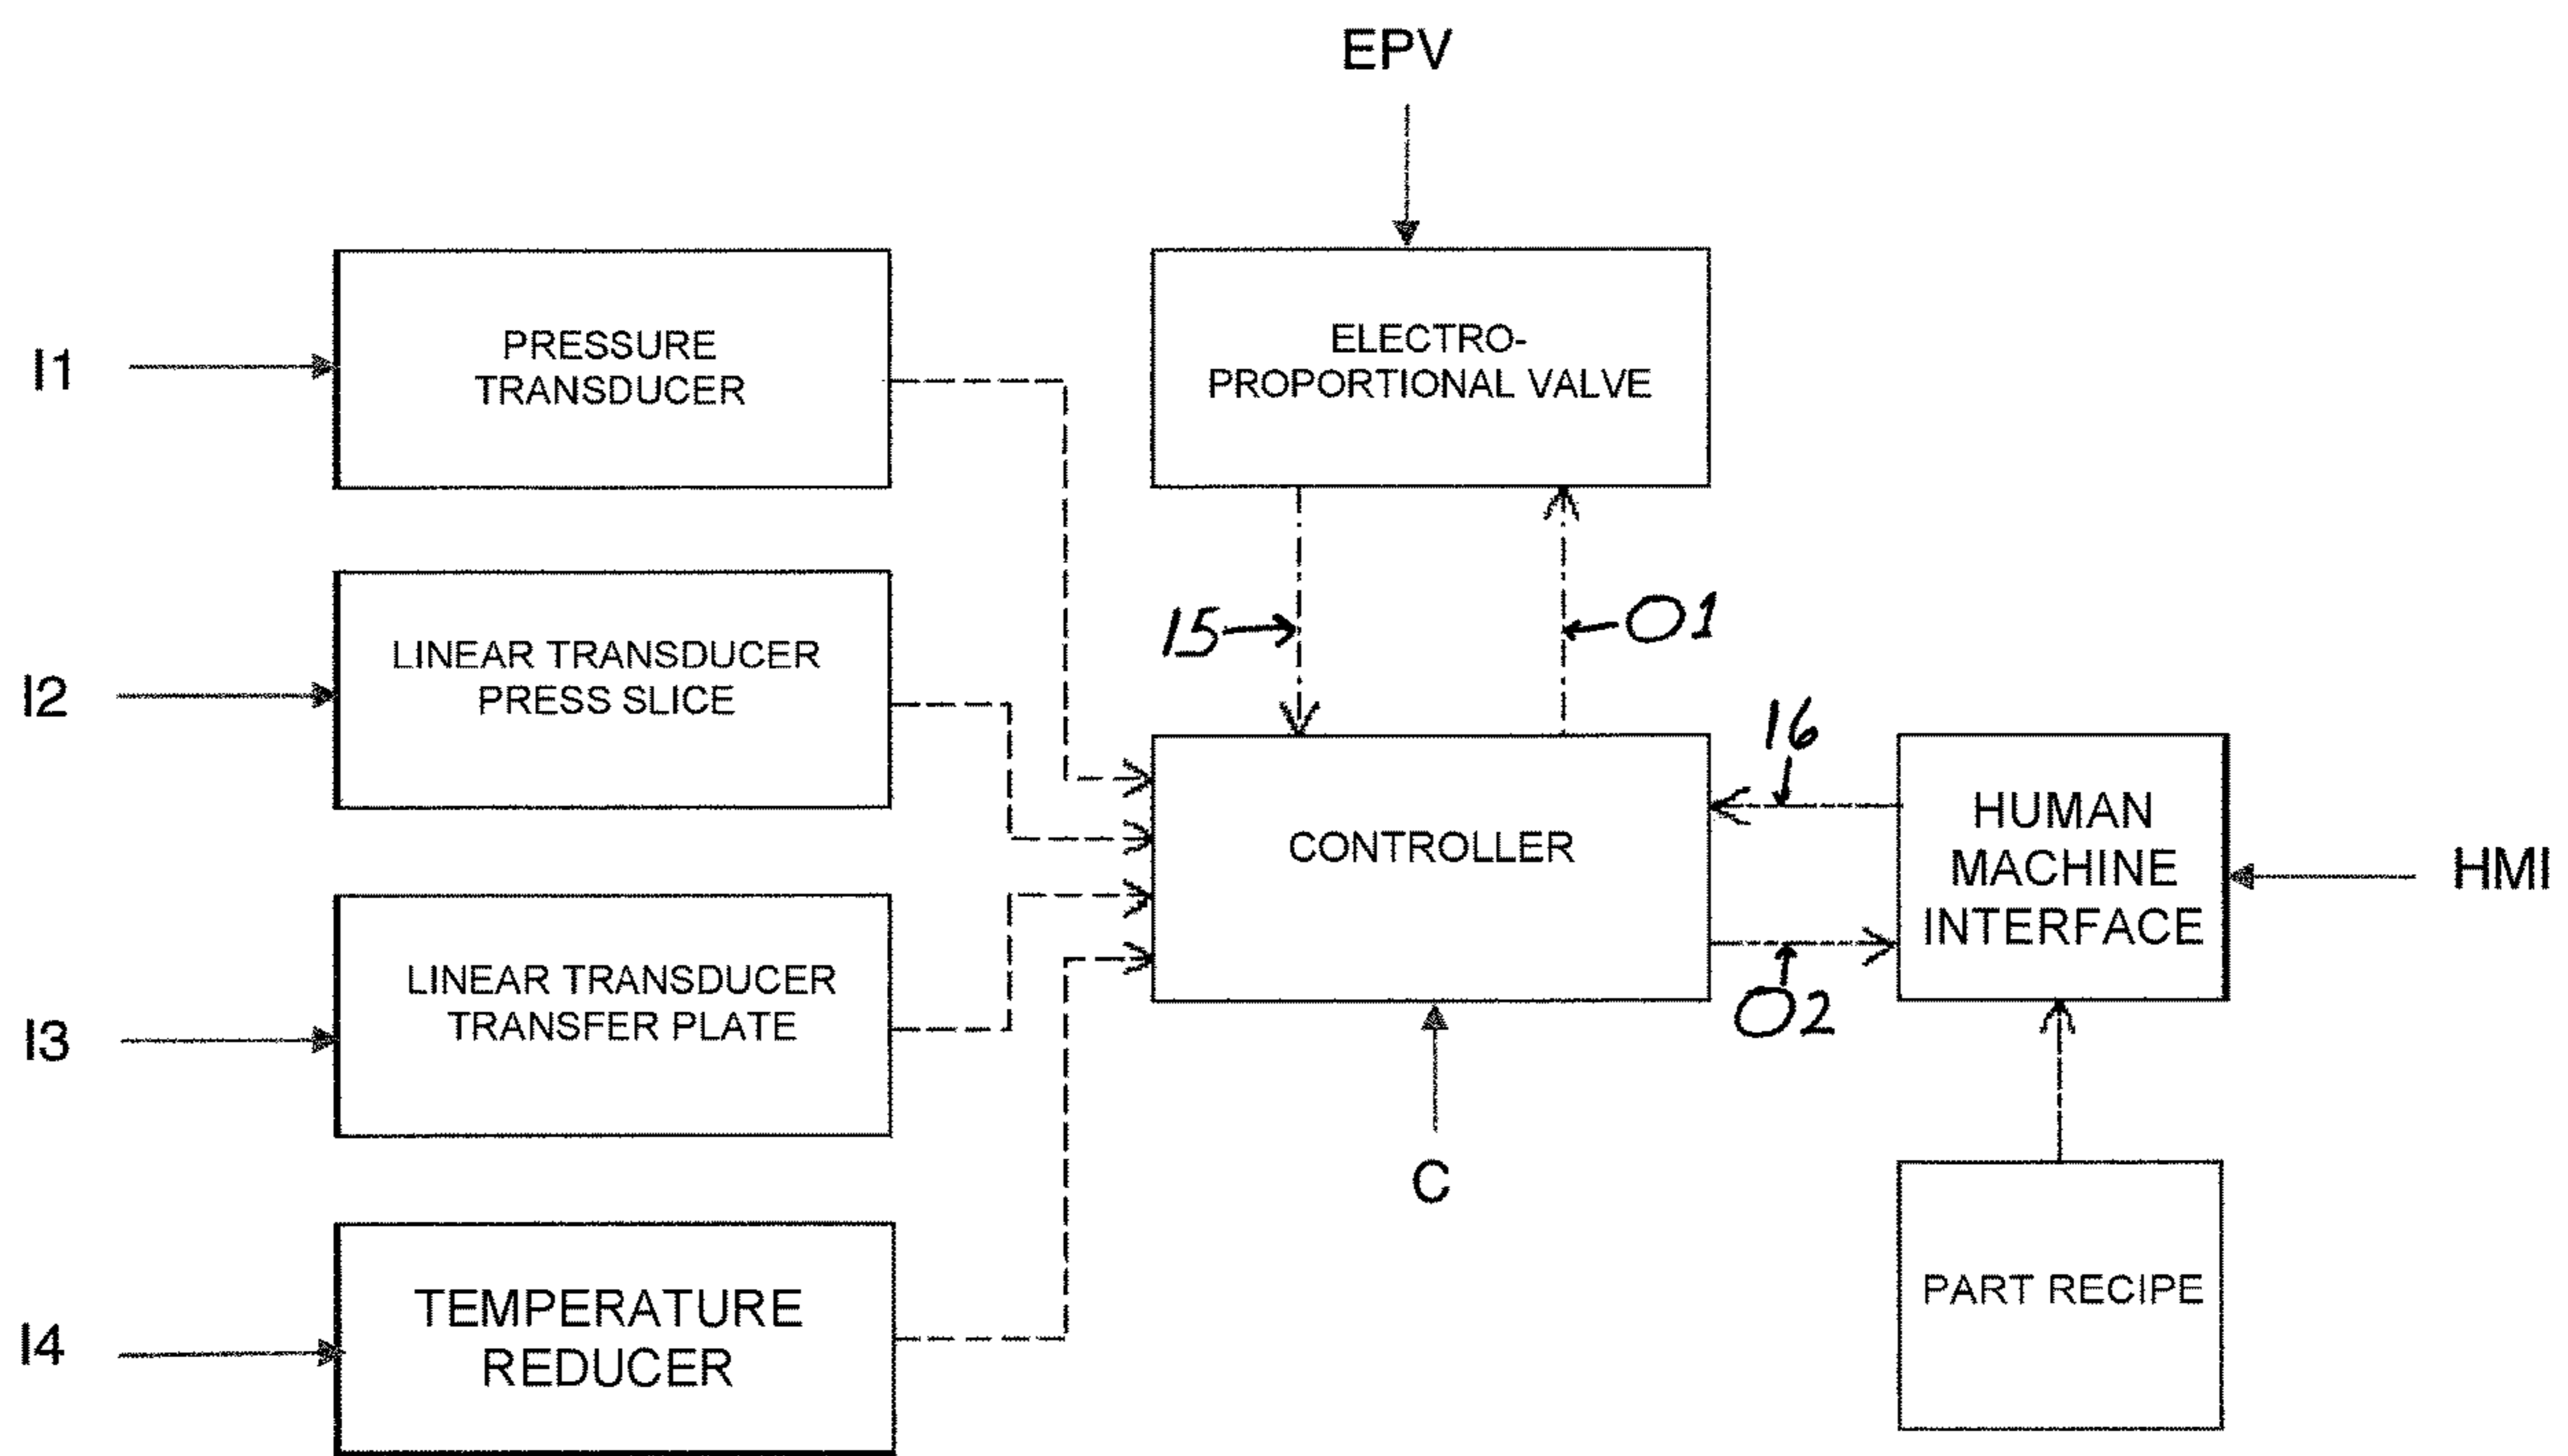 EPV
I1
PRESSURE
TRANSDUCER
ELECTRO-
PROPORTIONAL VALVE
I2
LINEAR TRANSDUCER
PRESS SLICE
I5
O1
I6
CONTROLLER
HUMAN
MACHINE
INTERFACE
HMI
O2
I3
LINEAR TRANSDUCER
TRANSFER PLATE
C
PART RECIPE
I4
TEMPERATURE
REDUCER